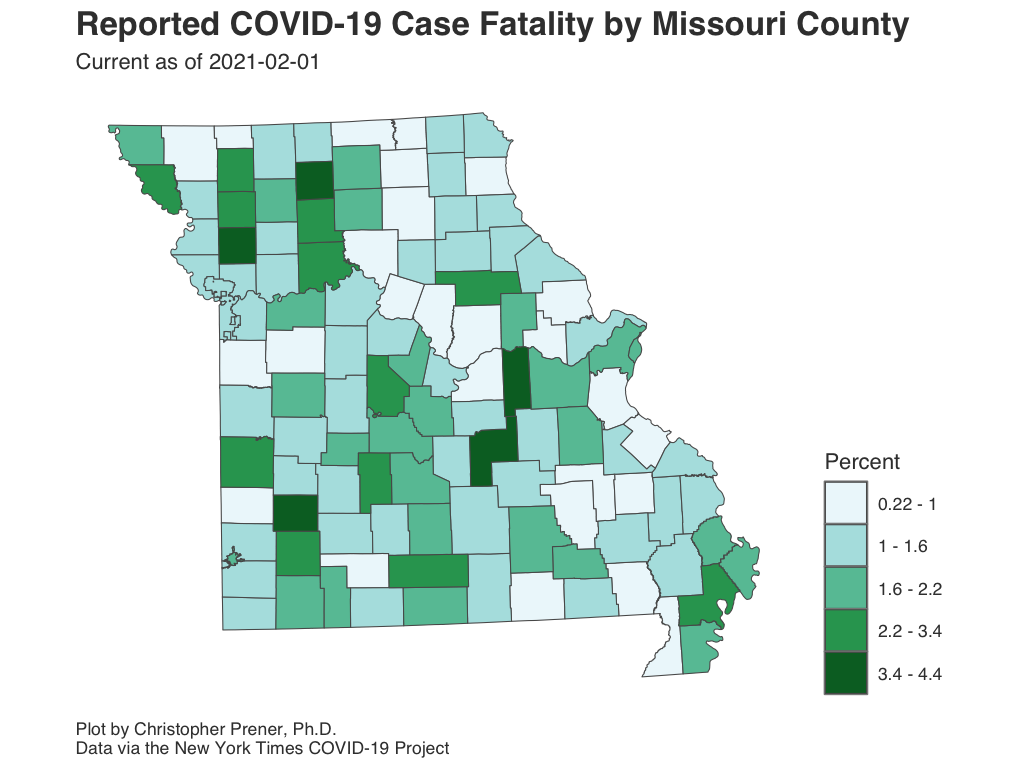 Reported COVID-19 Case Fatality by Missouri County
Current as of 2021-02-01
Percent
0.22 - 1
1 - 1.6
1.6 - 2.2
2.2 - 3.4
3.4 - 4.4
Plot by Christopher Prener, Ph.D.
Data via the New York Times COVID-19 Project